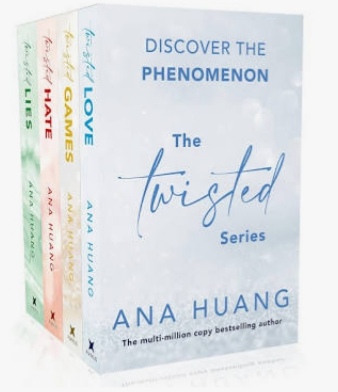 twisted LIES
ANA HUANG
twisted HATE
ANA HUANG
twisted GAMES
ANA HUANG
twisted LOVE
ANA HUANG
DISCOVER THE
PHENOMENON
The
twisted
Series
ANA HUANG
The multi-million copy bestselling author